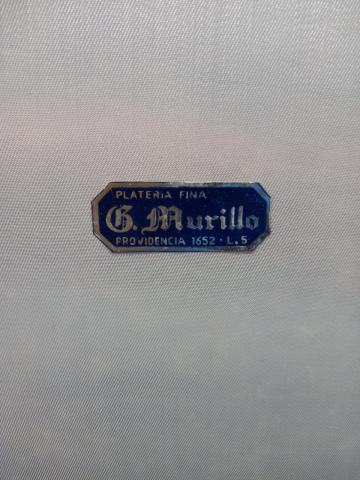 PLATERIA FINA
G. Murillo
PROVIDENCIA 1652 - L. 5